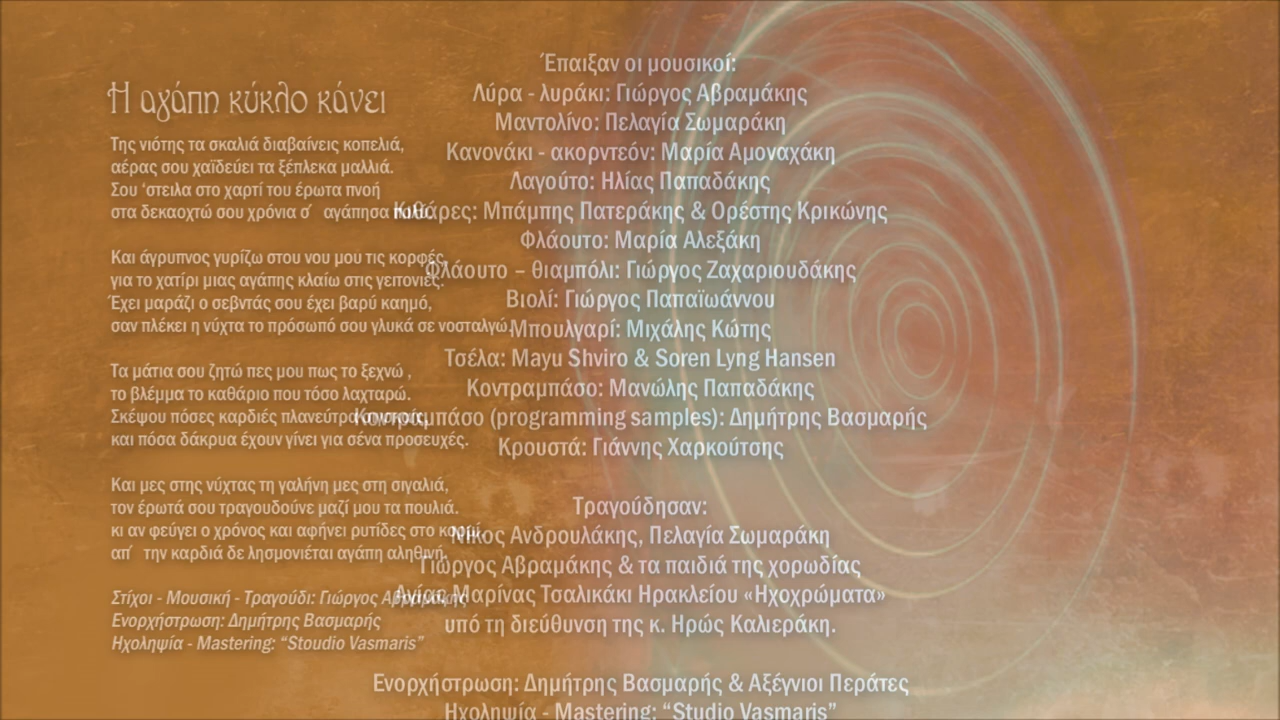 Η αγάπη κύκλο κάνει
Της νιότης τα σκαλιά διαβαίνεις κοπελιά,
αέρας σου χαϊδεύει τα ξέπλεκα μαλλιά.
Σου ‘στειλα στο χαρτί του έρωτα πνοή
στα δεκαοχτώ σου χρόνια σ΄ αγάπησα
Και άγρυπνος γυρίζω στου νου μου τις κορφές,
για το χατίρι μιας αγάπης κλαίω στις γειτονιές.
Έχει μαράζι ο σεβντάς σου έχει βαρύ καημό,
σαν πλέκει η νύχτα το πρόσωπό σου γλυκά σε νοσταλγώ.
Τα μάτια σου ζητώ πες μου πως το ξεχνώ ,
το βλέμμα το καθάριο που τόσο λαχταρώ.
Σκέψου πόσες καρδιές
και πόσα δάκρυα έχουν γίνει για σένα προσευχές.
Και μες στης νύχτας τη γαλήνη μες στη σιγαλιά,
τον έρωτά σου τραγουδούνε μαζί μου τα πουλιά.
κι αν φεύγει ο χρόνος και αφήνει ρυτίδες στο
απ΄ την καρδιά δε λησμονιέται αγάπη αληθινή.
Στίχοι - Μουσική - Τραγούδι: Γιώργος Αβραμάκης
Ενορχήστρωση: Δημήτρης Βασμαρής
Ηχοληψία - Mastering: “Stoudio Vasmaris”
Έπαιξαν οι μουσικοί:
Λύρα - λυράκι: Γιώργος Αβραμάκης
Μαντολίνο: Πελαγία Σωμαράκη
Κανονάκι - ακορντεόν: Μαρία Αμοναχάκη
Λαγούτο: Ηλίας Παπαδάκης
Κιθάρες: Μπάμπης Πατεράκης & Ορέστης Κρικώνης
Φλάουτο: Μαρία Αλεξάκη
Φλάουτο – θιαμπόλι: Γιώργος Ζαχαριουδάκης
Βιολί: Γιώργος Παπαϊωάννου
Μπουλγαρί: Μιχάλης Κώτης
Τσέλα: Mayu Shviro & Soren Lyng Hansen
Κοντραμπάσο: Μανώλης Παπαδάκης
Κοντραμπάσο (programming samples): Δημήτρης Βασμαρής
Κρουστά: Γιάννης Χαρκούτσης
Τραγούδησαν:
Νίκος Ανδρουλάκης, Πελαγία Σωμαράκη
Γιώργος Αβραμάκης & τα παιδιά της χορωδίας
Αγίας Μαρίνας Τσαλικάκι Ηρακλείου «Ηχοχρώματα»
υπό τη διεύθυνση της κ. Ηρώς Καλιεράκη.
Ενορχήστρωση: Δημήτρης Βασμαρής & Αξέγνιοι Περάτες
Ηχοληψία - Mastering: “Studio Vasmaris”